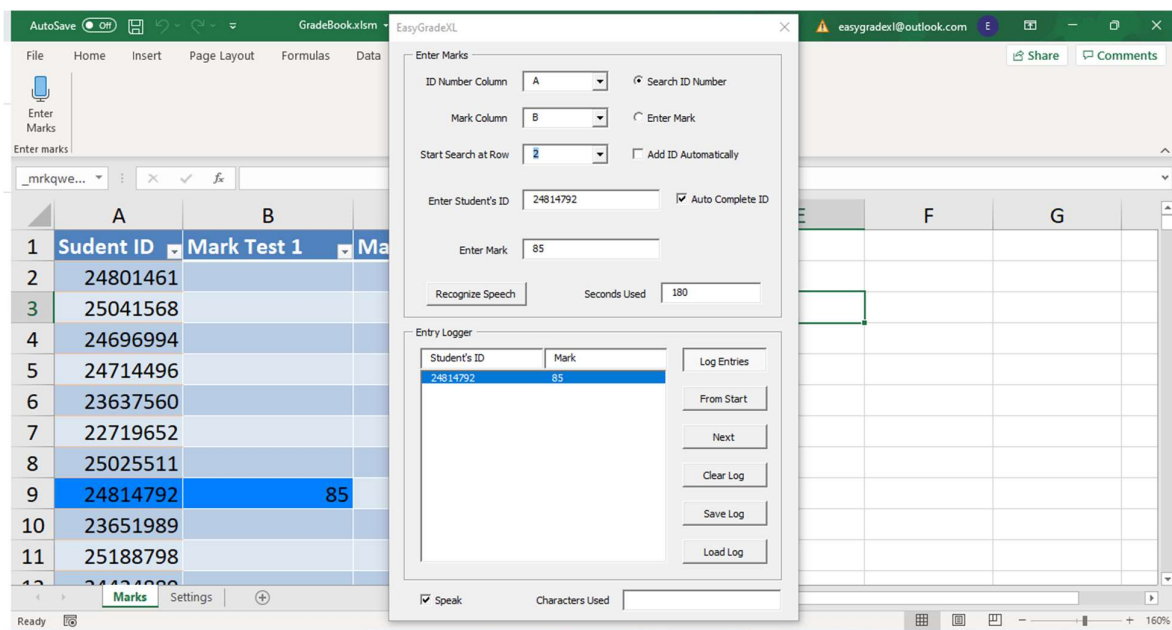 AutoSave Off GradeBook.xlsm
EasyGradeXL
easygradexl@outlook.com E
File Home Insert Page Layout Formulas Data
Share Comments
Enter
Marks
Enter marks
_mrkqwe... fx
Enter Marks
ID Number Column A Search ID Number
Mark Column B Enter Mark
Start Search at Row 2 Add ID Automatically
Enter Student's ID 24814792 Auto Complete ID
Enter Mark 85
Recognize Speech Seconds Used 180
Entry Logger
Student's ID Mark
24814792 85
Log Entries
From Start
Next
Clear Log
Save Log
Load Log
Speak Characters Used
A B E F G
1 Sudent ID Mark Test 1 Ma
2 24801461
3 25041568
4 24696994
5 24714496
6 23637560
7 22719652
8 25025511
9 24814792 85
10 23651989
11 25188798
Marks Settings
Ready 160%